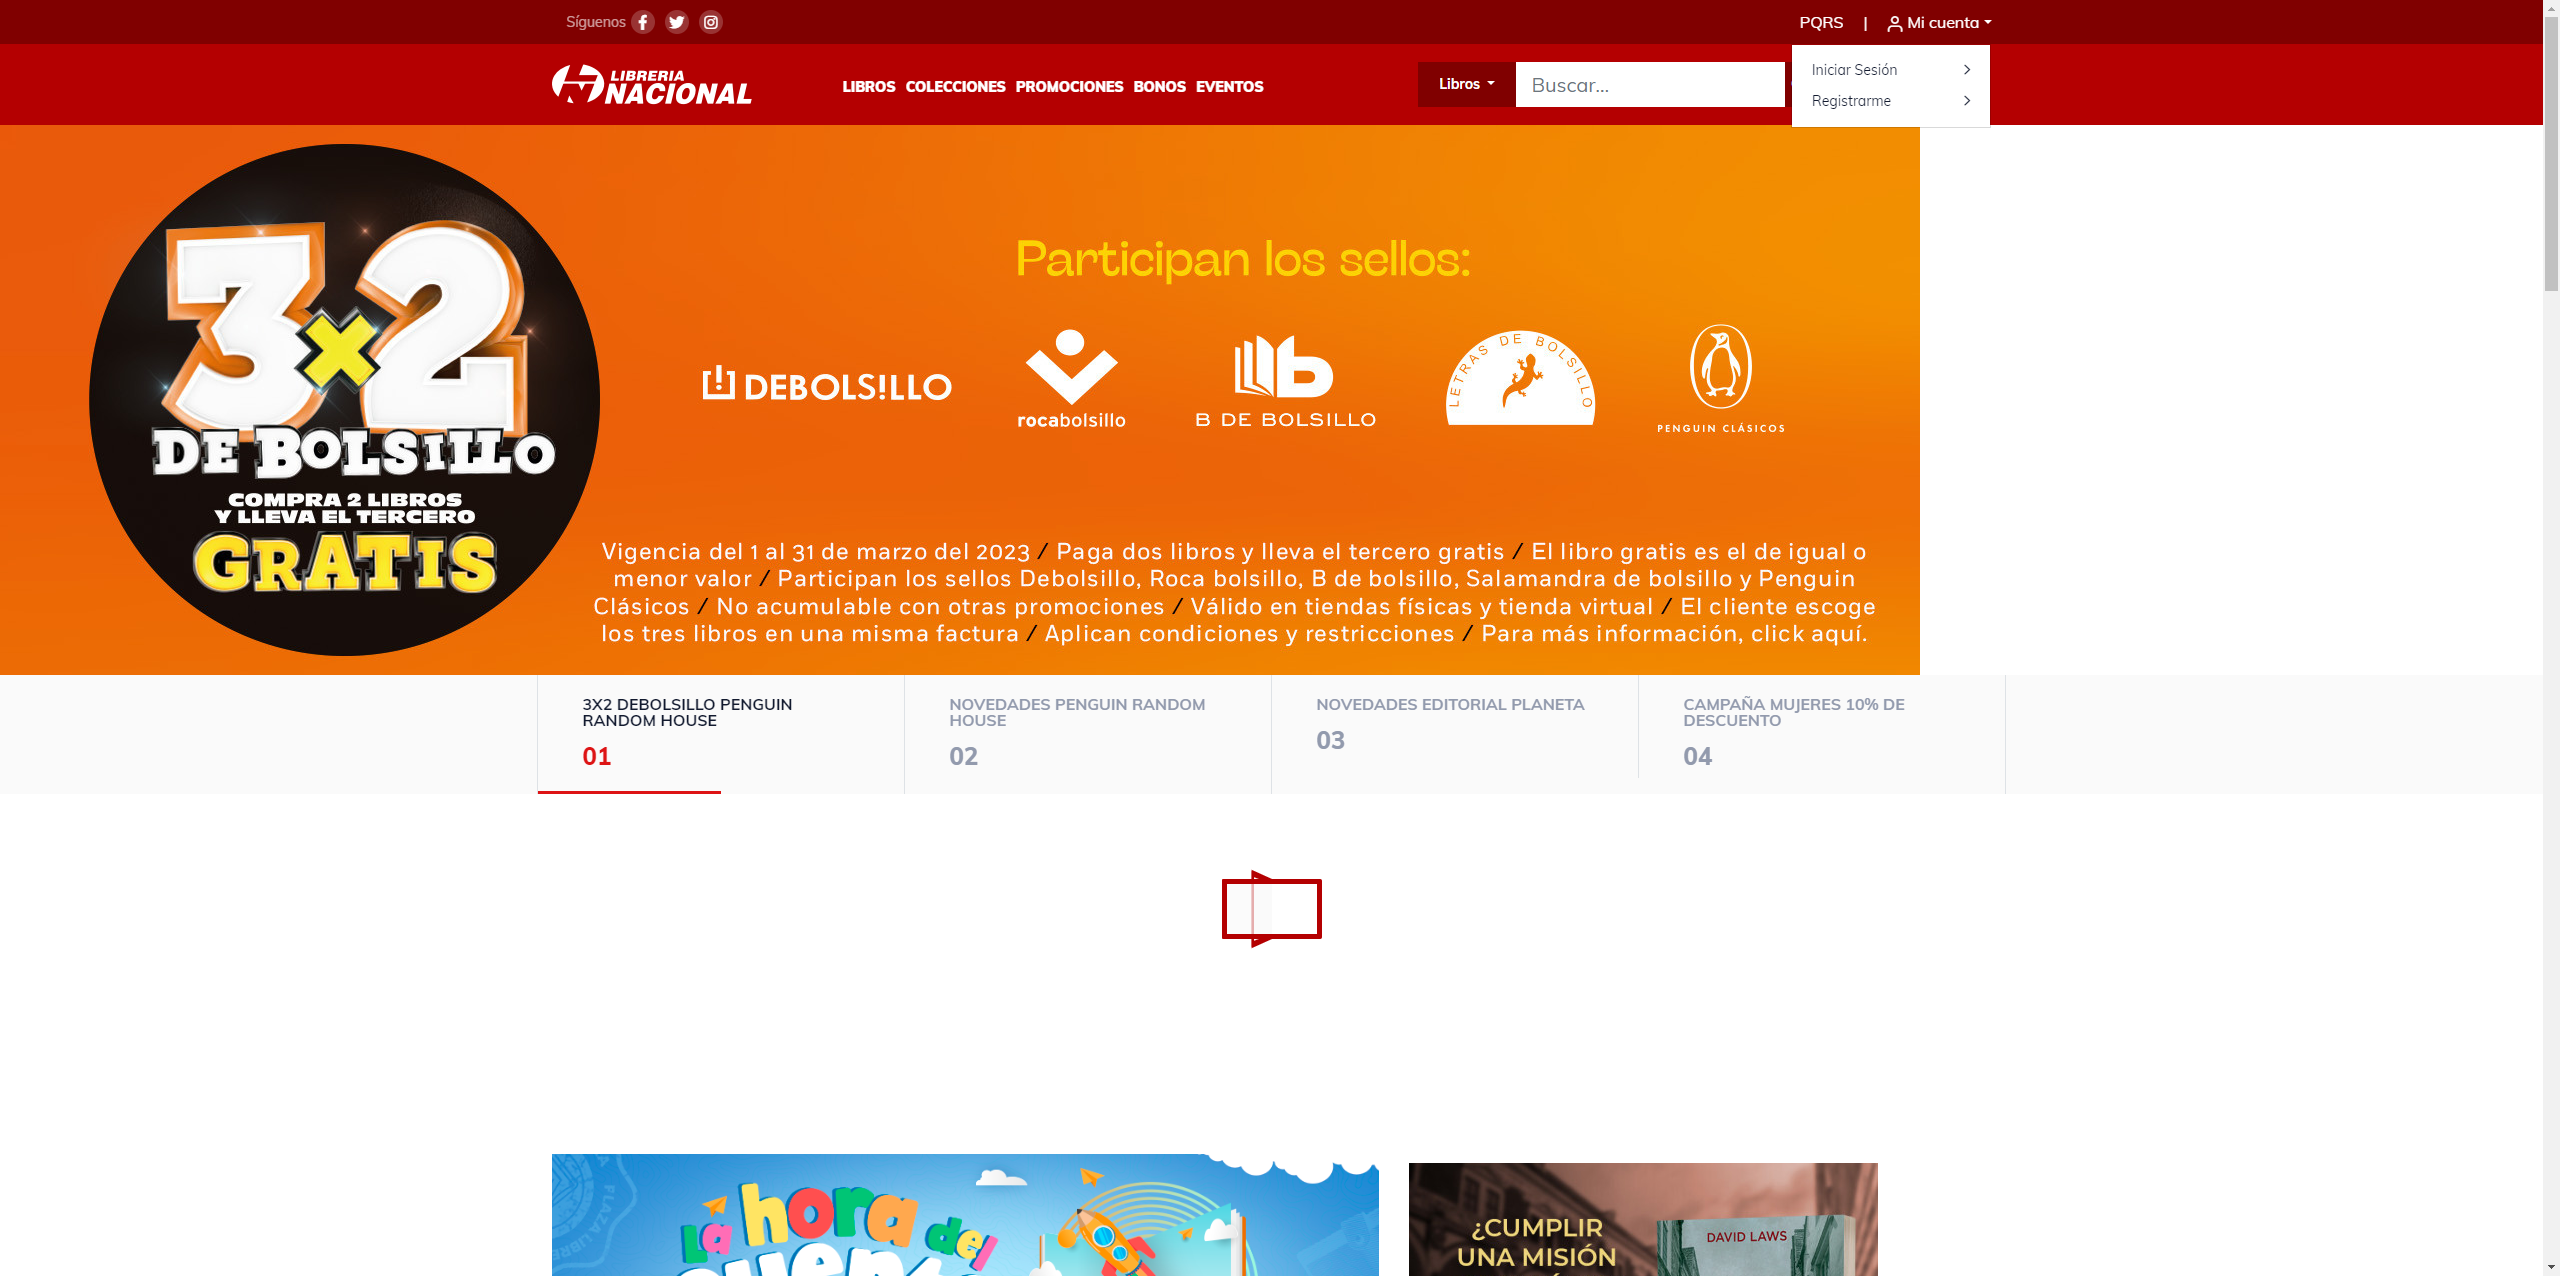 Síguenos
PQRS | Mi cuenta
LIBRERIA
NACIONAL
LIBROS COLECCIONES PROMOCIONES BONOS EVENTOS
Libros
Buscar...
Iniciar Sesión
Registrarme
3x2
DE BOLSILLO
COMPRA 2 LIBROS
Y LLEVA EL TERCERO
GRATIS
Participan los sellos:
DEBOLS!LLO
rocabolsillo
B DE BOLSILLO
LETRAS DE BOLSILLO
PENGUIN CLÁSICOS
Vigencia del 1 al 31 de marzo del 2023 / Paga dos libros y lleva el tercero gratis / El libro gratis es el de igual o
menor valor / Participan los sellos Debolsillo, Roca bolsillo, B de bolsillo, Salamandra de bolsillo y Penguin
Clásicos / No acumulable con otras promociones / Válido en tiendas físicas y tienda virtual / El cliente escoge
los tres libros en una misma factura / Aplican condiciones y restricciones / Para más información, click aquí.
3X2 DEBOLSILLO PENGUIN
RANDOM HOUSE
01
NOVEDADES PENGUIN RANDOM
HOUSE
02
NOVEDADES EDITORIAL PLANETA
03
CAMPAÑA MUJERES 10% DE
DESCUENTO
04
La hora del
¿CUMPLIR
UNA MISIÓN
DAVID LAWS